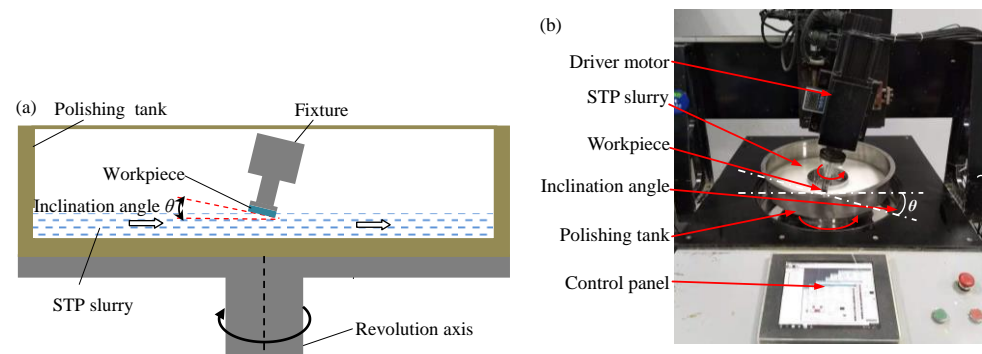 (a)
Polishing tank
Fixture
Workpiece
Inclination angle θ
STP slurry
Revolution axis
(b)
Driver motor
STP slurry
Workpiece
Inclination angle
θ
Polishing tank
Control panel